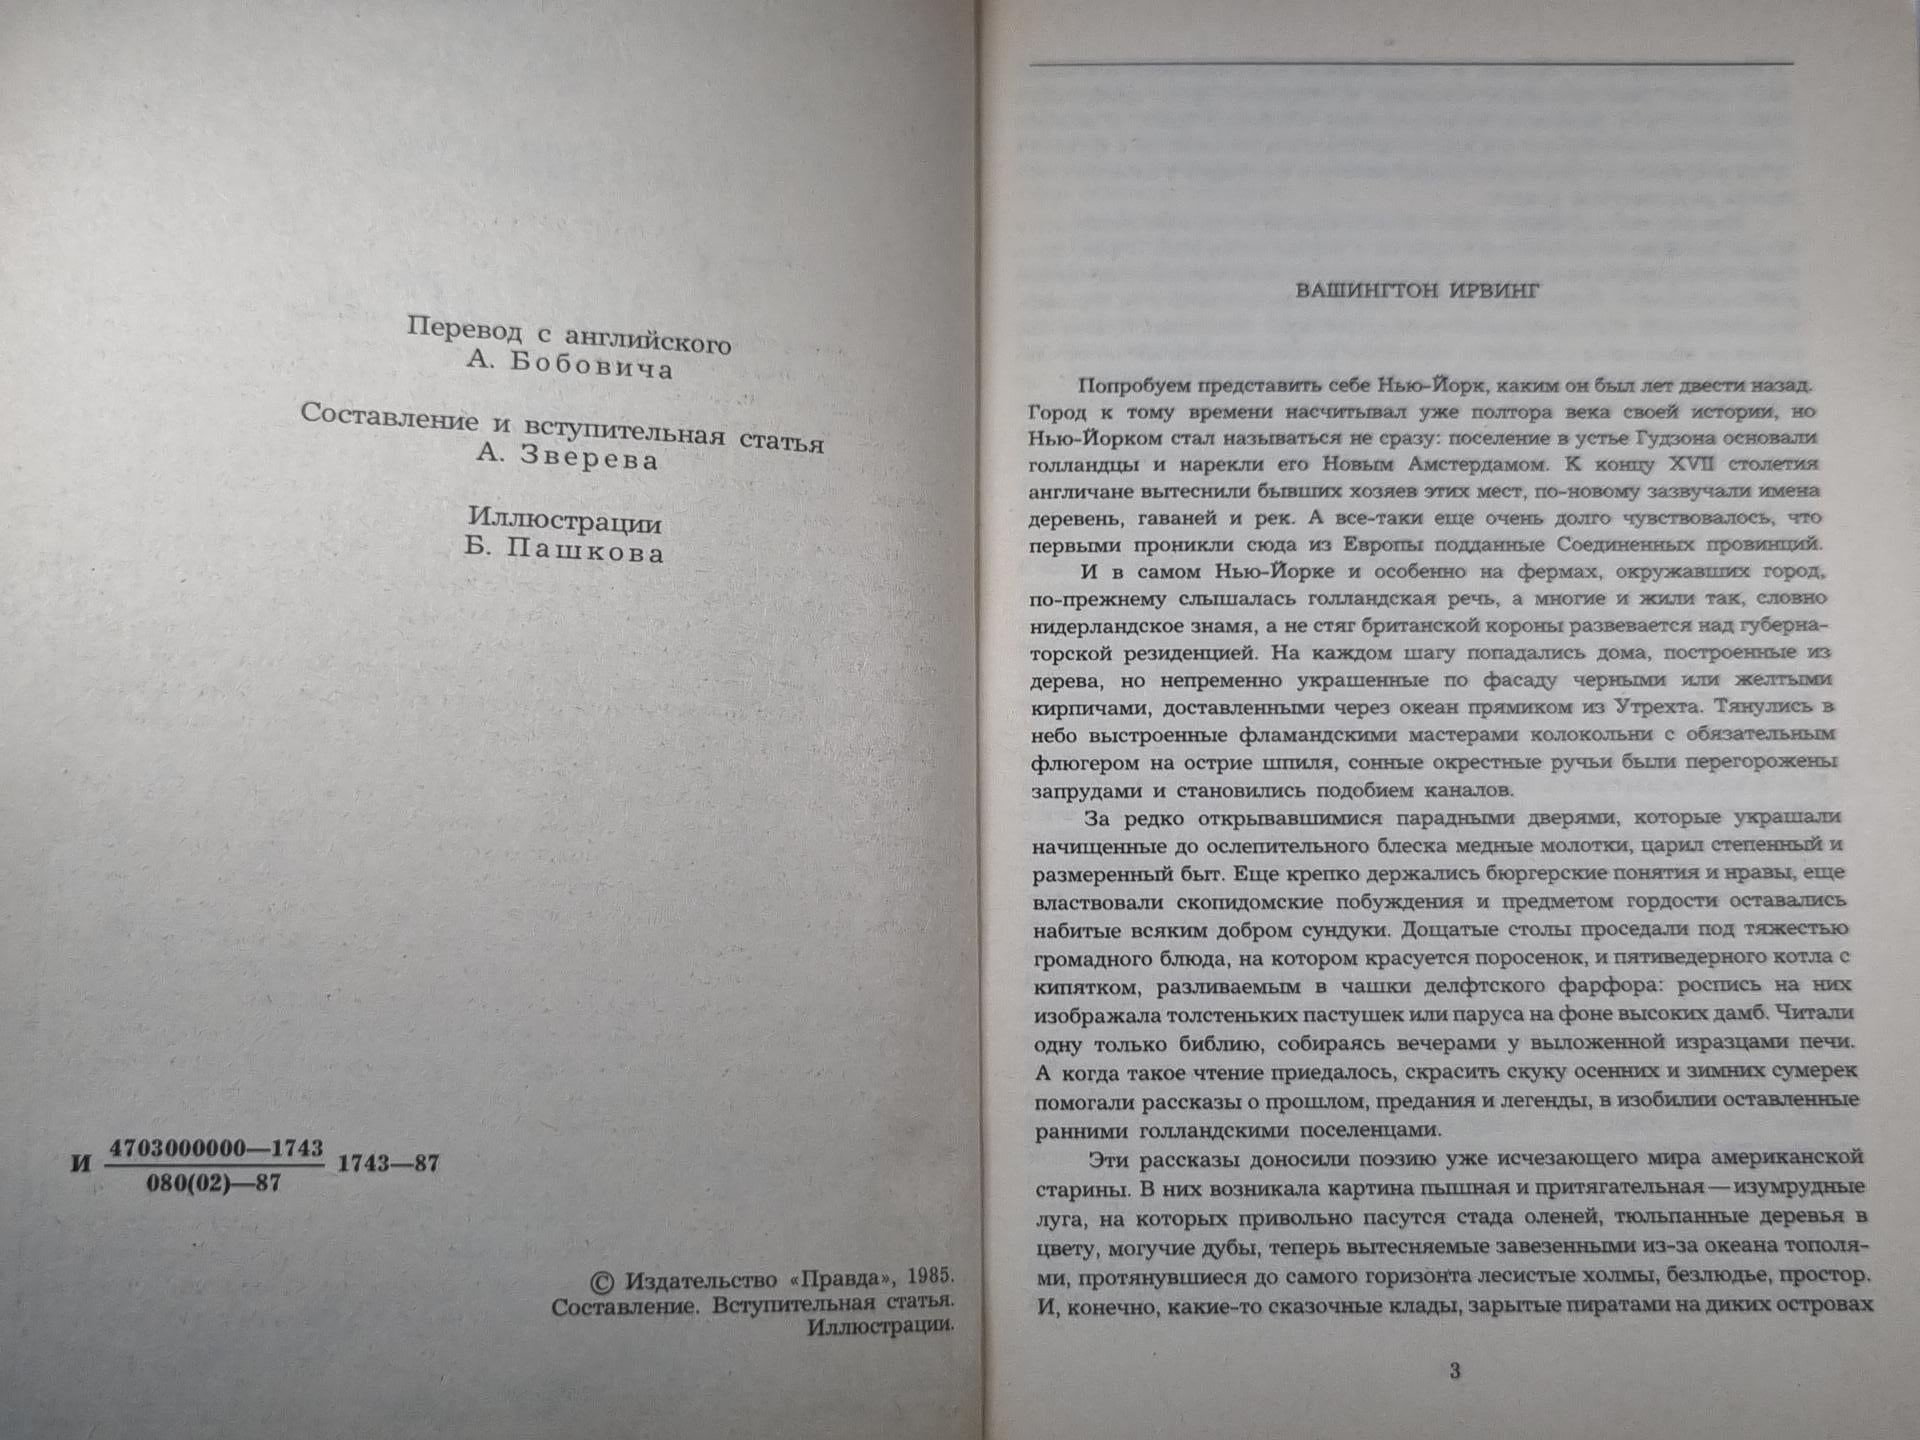 Перевод с английского
А. Бобовича
Составление и вступительная статья
А. Зверева
Иллюстрации
Б. Пашкова
И 4703000000—1743 1743—87
080(02)—87
© Издательство «Правда», 1985.
Составление. Вступительная статья.
Иллюстрации.
ВАШИНГТОН ИРВИНГ
Попробуем представить себе Нью-Йорк, каким он был лет двести назад.
Город к тому времени насчитывал уже полтора века своей истории, но
Нью-Йорком стал называться не сразу: поселение в устье Гудзона основали
голландцы и нарекли его Новым Амстердамом. К концу XVII столетия
англичане вытеснили бывших хозяев этих мест, по-новому зазвучали имена
деревень, гаваней и рек. А все-таки еще очень долго чувствовалось, что
первыми проникли сюда из Европы подданные Соединенных провинций.
И в самом Нью-Йорке и особенно на фермах, окружавших город,
по-прежнему слышалась голландская речь, а многие и жили так, словно
нидерландское знамя, а не стяг британской короны развевается над губерна-
торской резиденцией. На каждом шагу попадались дома, построенные из
дерева, но непременно украшенные по фасаду черными или желтыми
кирпичами, доставленными через океан прямиком из Утрехта. Тянулись в
небо выстроенные фламандскими мастерами колокольни с обязательным
флюгером на острие шпиля, сонные окрестные ручьи были перегорожены
запрудами и становились подобием каналов.
За редко открывавшимися парадными дверями, которые украшали
начищенные до ослепительного блеска медные молотки, царил степенный и
размеренный быт. Еще крепко держались бюргерские понятия и нравы, еще
властвовали скопидомские побуждения и предметом гордости оставались
набитые всяким добром сундуки. Дощатые столы проседали под тяжестью
громадного блюда, на котором красуется поросенок, и пятиведерного котла с
кипятком, разливаемым в чашки делфтского фарфора: роспись на них
изображала толстеньких пастушек или паруса на фоне высоких дамб. Читали
одну только библию, собираясь вечерами у выложенной изразцами печи.
А когда такое чтение приедалось, скрасить скуку осенних и зимних сумерек
помогали рассказы о прошлом, предания и легенды, в изобилии оставленные
ранними голландскими поселенцами.
Эти рассказы доносили поэзию уже исчезающего мира американской
старины. В них возникала картина пышная и притягательная—изумрудные
луга, на которых привольно пасутся стада оленей, тюльпанные деревья в
цвету, могучие дубы, теперь вытесняемые завезенными из-за океана тополя-
ми, протянувшиеся до самого горизонта лесистые холмы, безлюдье, простор.
И, конечно, какие-то сказочные клады, зарытые пиратами на диких островах
3